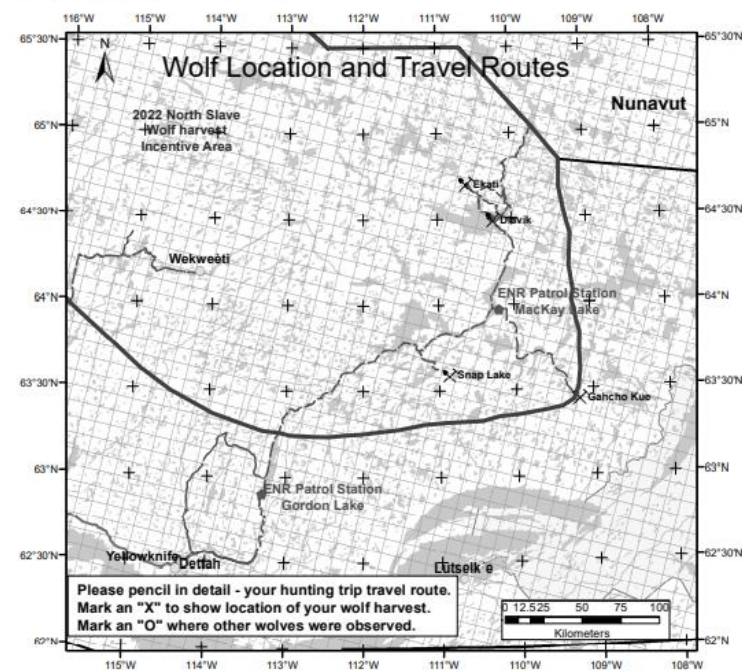 N
116°W 115°W 114°W 113°W 112°W 111°W 110°W 109°W 108°W
65°30'N 65°30'N
Wolf Location and Travel Routes
Nunavut
2022 North Slave
Wolf harvest
Incentive Area
65°N 65°N
Ekati
64°30'N 64°30'N
Diavik
Wekweeti
64°N 64°N
ENR Patrol Station
MacKay Lake
63°30'N 63°30'N
Snap Lake
Gahcho Kue
63°N 63°N
ENR Patrol Station
Gordon Lake
62°30'N 62°30'N
Yellowknife
Dettah
Lutselk e
Please pencil in detail - your hunting trip travel route.
Mark an "X" to show location of your wolf harvest.
Mark an "O" where other wolves were observed.
0 12.525 50 75 100
Kilometers
62°N 62°N
115°W 114°W 113°W 112°W 111°W 110°W 109°W 108°W